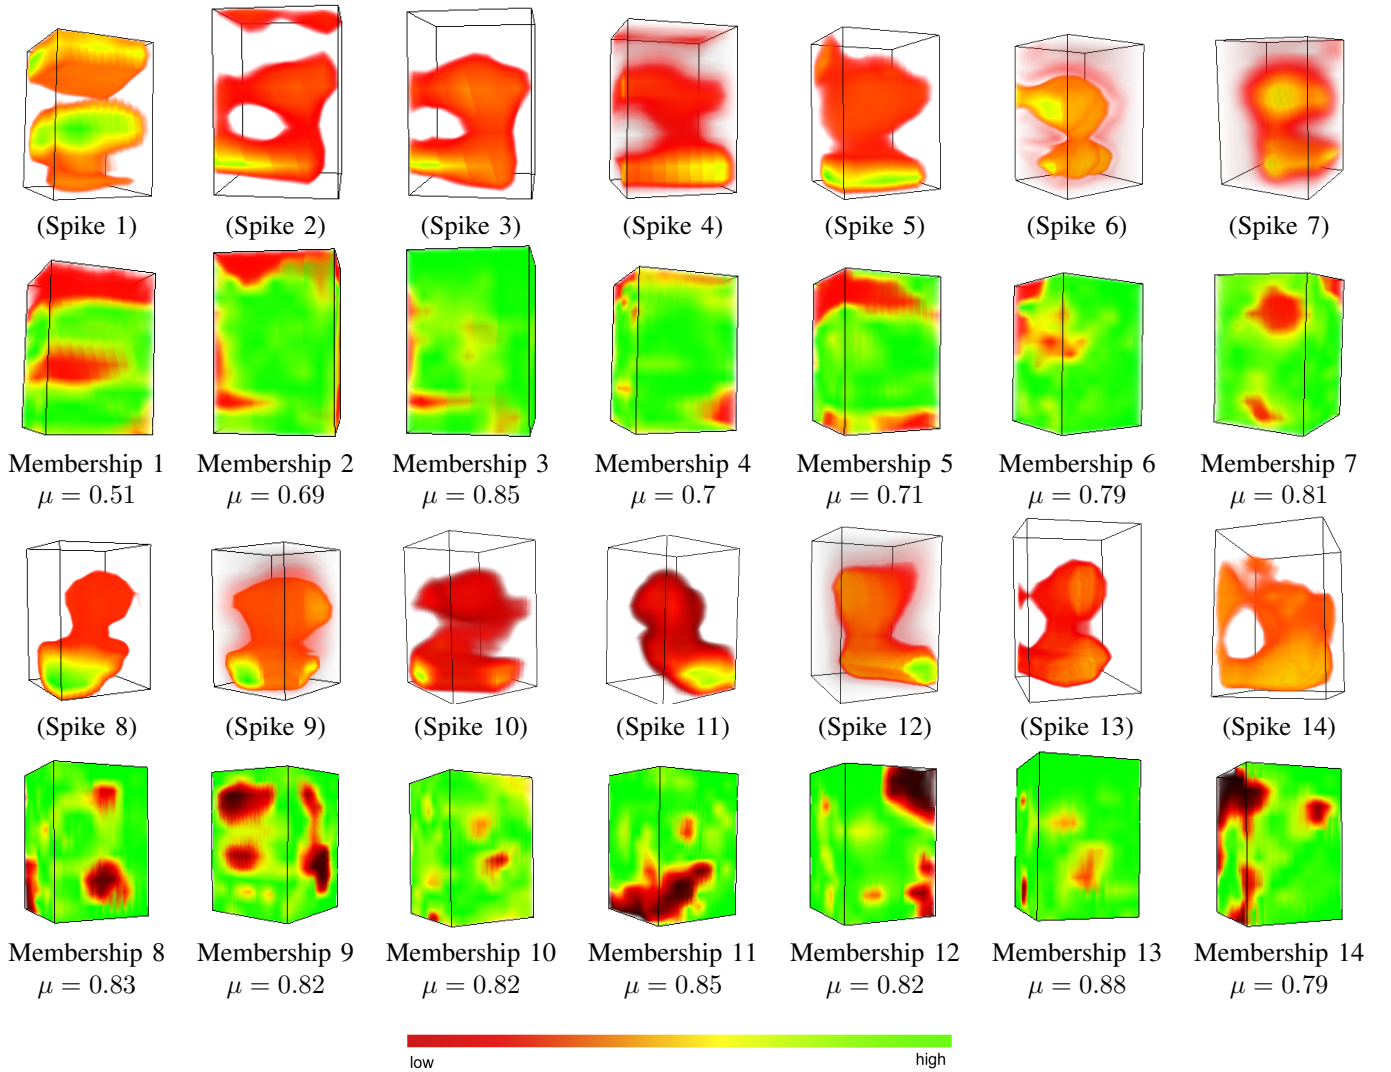 (Spike 1) (Spike 2) (Spike 3) (Spike 4) (Spike 5) (Spike 6) (Spike 7)
Membership 1 Membership 2 Membership 3 Membership 4 Membership 5 Membership 6 Membership 7
μ = 0.51 μ = 0.69 μ = 0.85 μ = 0.7 μ = 0.71 μ = 0.79 μ = 0.81
(Spike 8) (Spike 9) (Spike 10) (Spike 11) (Spike 12) (Spike 13) (Spike 14)
Membership 8 Membership 9 Membership 10 Membership 11 Membership 12 Membership 13 Membership 14
μ = 0.83 μ = 0.82 μ = 0.82 μ = 0.85 μ = 0.82 μ = 0.88 μ = 0.79
low high